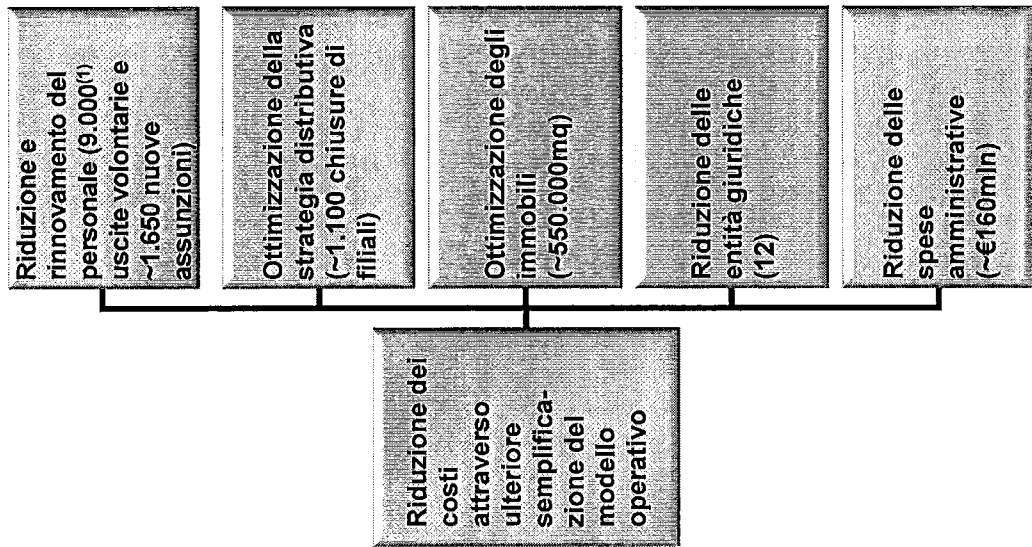 Riduzione dei
costi
attraverso
ulteriore
semplifica-
zione del
modello
operativo
Riduzione e
rinnovamento del
personale (9.000(1)
uscite volontarie e
~1.650 nuove
assunzioni)
Ottimizzazione della
strategia distributiva
(~1.100 chiusure di
filiali)
Ottimizzazione degli
immobili
(~550.000mq)
Riduzione delle
entità giuridiche
(12)
Riduzione delle
spese
amministrative
(~€160mln)